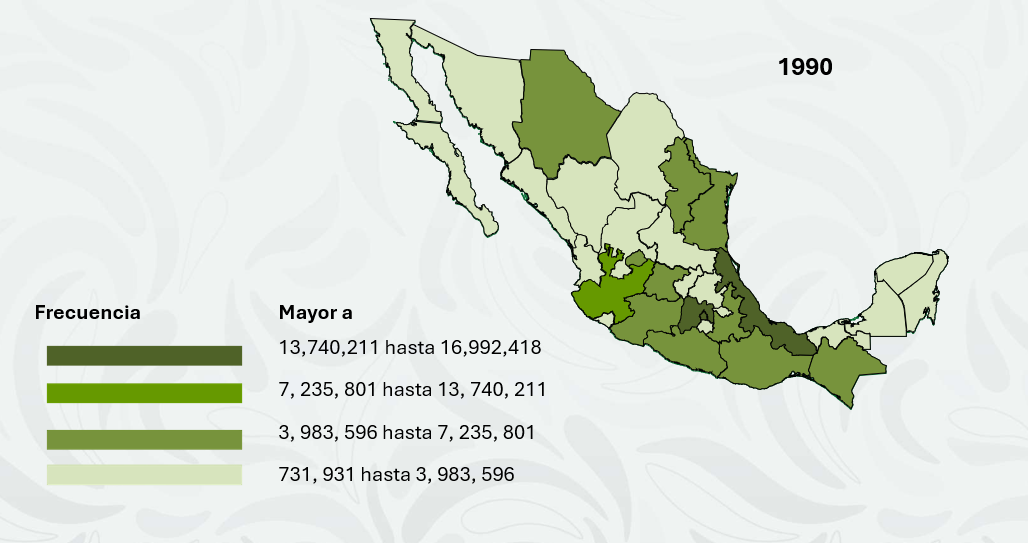 1990
Frecuencia Mayor a
13,740,211 hasta 16,992,418
7, 235, 801 hasta 13, 740, 211
3, 983, 596 hasta 7, 235, 801
731, 931 hasta 3, 983, 596